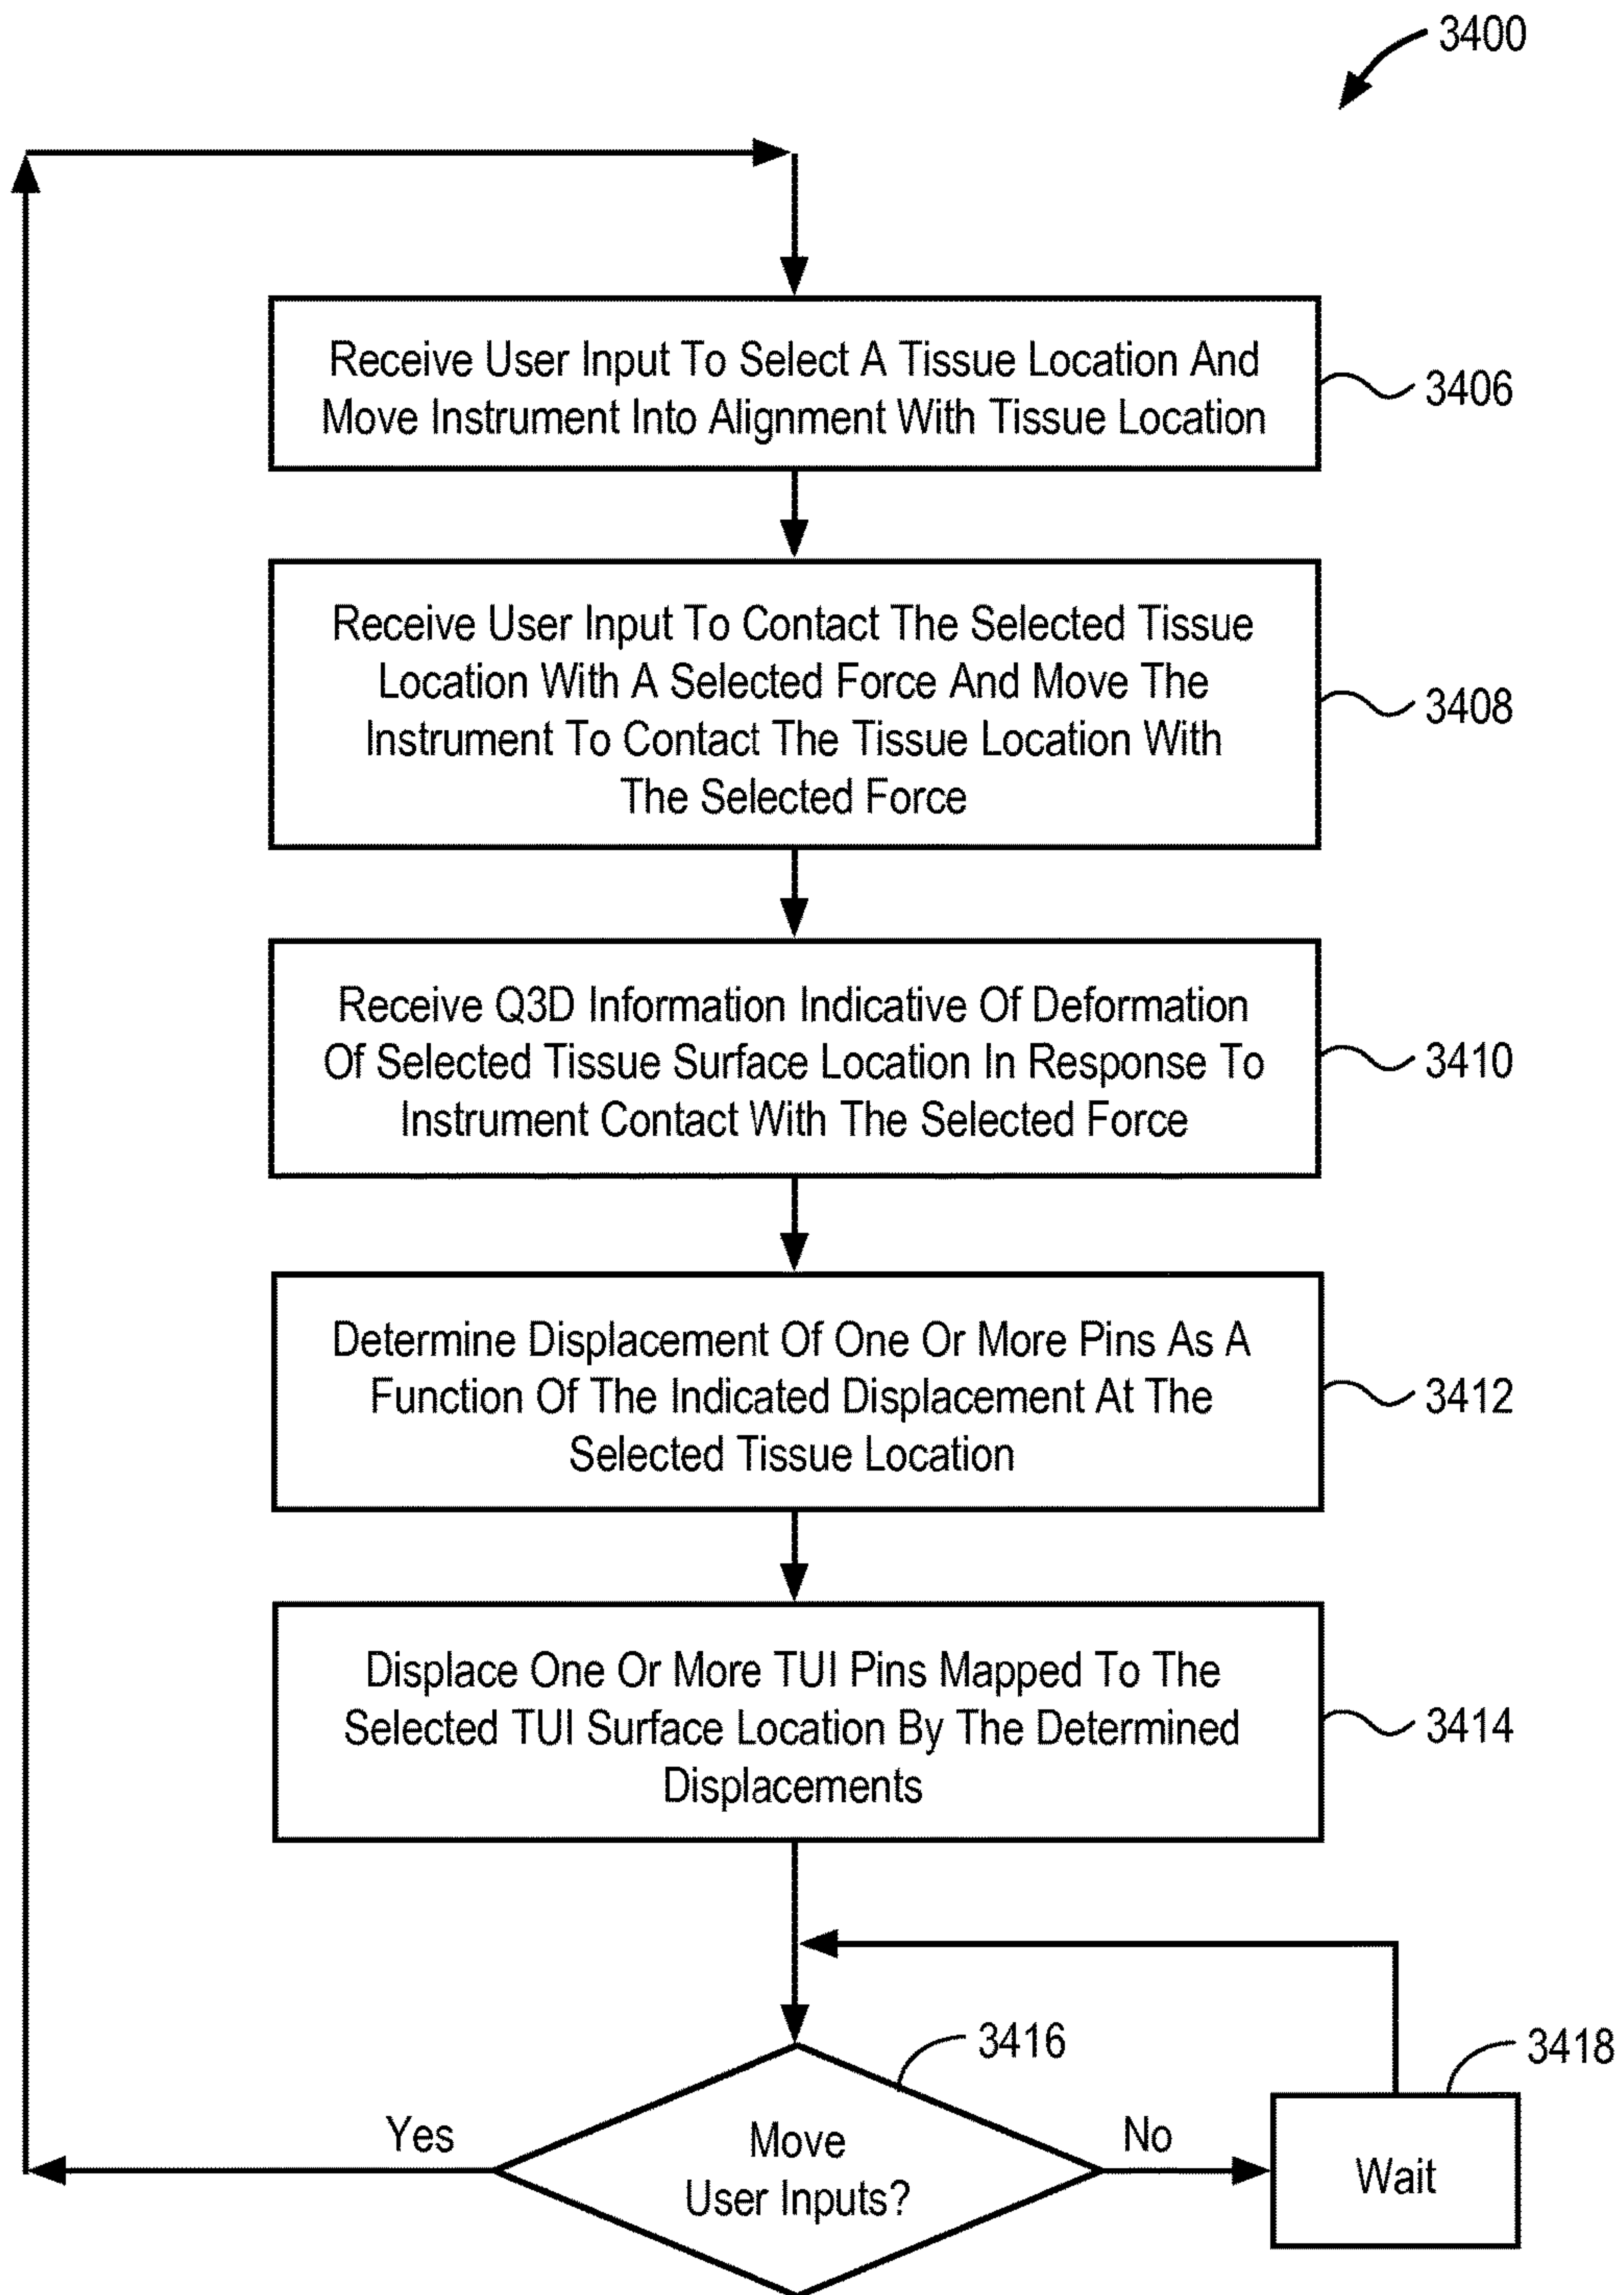 3400
Receive User Input To Select A Tissue Location And
Move Instrument Into Alignment With Tissue Location
3406
Receive User Input To Contact The Selected Tissue
Location With A Selected Force And Move The
Instrument To Contact The Tissue Location With
The Selected Force
3408
Receive Q3D Information Indicative Of Deformation
Of Selected Tissue Surface Location In Response To
Instrument Contact With The Selected Force
3410
Determine Displacement Of One Or More Pins As A
Function Of The Indicated Displacement At The
Selected Tissue Location
3412
Displace One Or More TUI Pins Mapped To The
Selected TUI Surface Location By The Determined
Displacements
3414
3416
3418
Yes
Move
User Inputs?
No
Wait